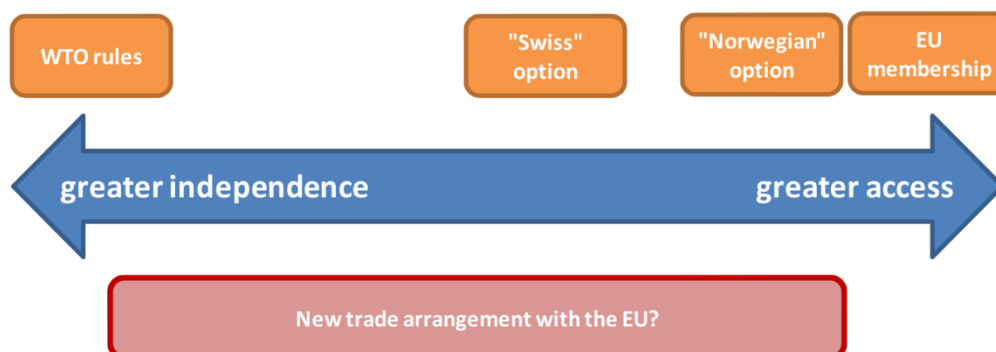 WTO rules
"Swiss"
option
"Norwegian"
option
EU
membership
greater independence
greater access
New trade arrangement with the EU?